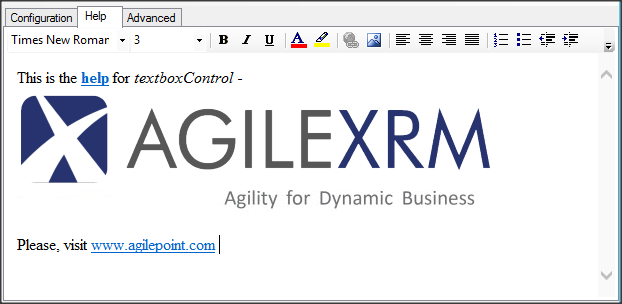 Configuration Help Advanced
Times New Roman 3 B I U A
This is the help for textboxControl -
AGILEXRM
Agility for Dynamic Business
Please, visit www.agilepoint.com